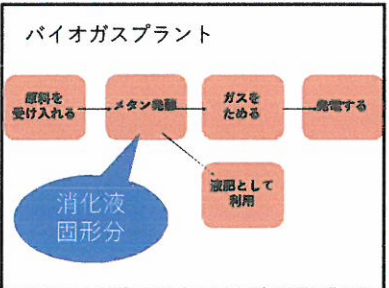 バイオガスプラント
原料を
受け入れる
メタン発酵
ガスを
ためる
発電する
液肥として
利用
消化液
固形分